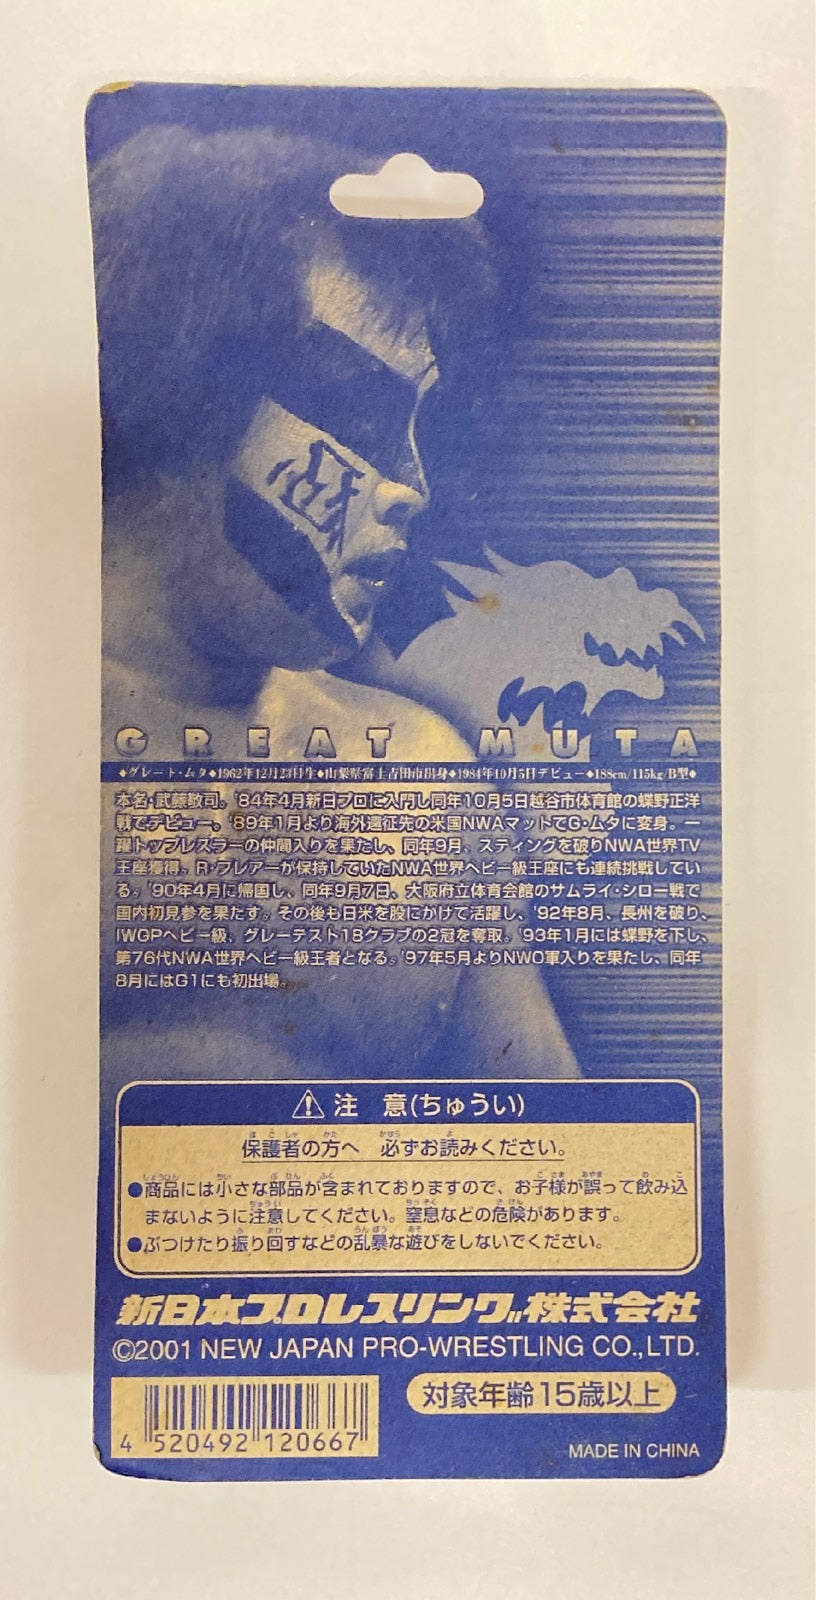 GREAT MUTA
◆グレート・ムタ◆1962年12月23日生◆山梨県富士吉田市出身◆1984年10月5日デビュー◆188cm/115kg/B型◆
本名・武藤敬司。'84年4月新日プロに入門し同年10月5日越谷市体育館の蝶野正洋
戦でデビュー。'89年1月より海外遠征先の米国NWAマットでG・ムタに変身。一
躍トップレスラーの仲間入りを果たし、同年9月、スティングを破りNWA世界TV
王座獲得。R・フレアーが保持していたNWA世界ヘビー級王座にも連続挑戦してい
る。'90年4月に帰国し、同年9月7日、大阪府立体育会館のサムライ・シロー戦で
国内初見参を果たす。その後も日米を股にかけて活躍し、'92年8月、長州を破り、
IWGPヘビー級、グレーテスト18クラブの2冠を奪取。'93年1月には蝶野を下し、
第76代NWA世界ヘビー級王者となる。'97年5月よりNWO軍入りを果たし、同年
8月にはG1にも初出場。
⚠ 注 意(ちゅうい)
保護者の方へ 必ずお読みください。
●商品には小さな部品が含まれておりますので、お子様が誤って飲み込
まないように注意してください。窒息などの危険があります。
●ぶつけたり振り回すなどの乱暴な遊びをしないでください。
新日本プロレスリング株式会社
©2001 NEW JAPAN PRO-WRESTLING CO.,LTD.
対象年齢15歳以上
4 520492 120667
MADE IN CHINA